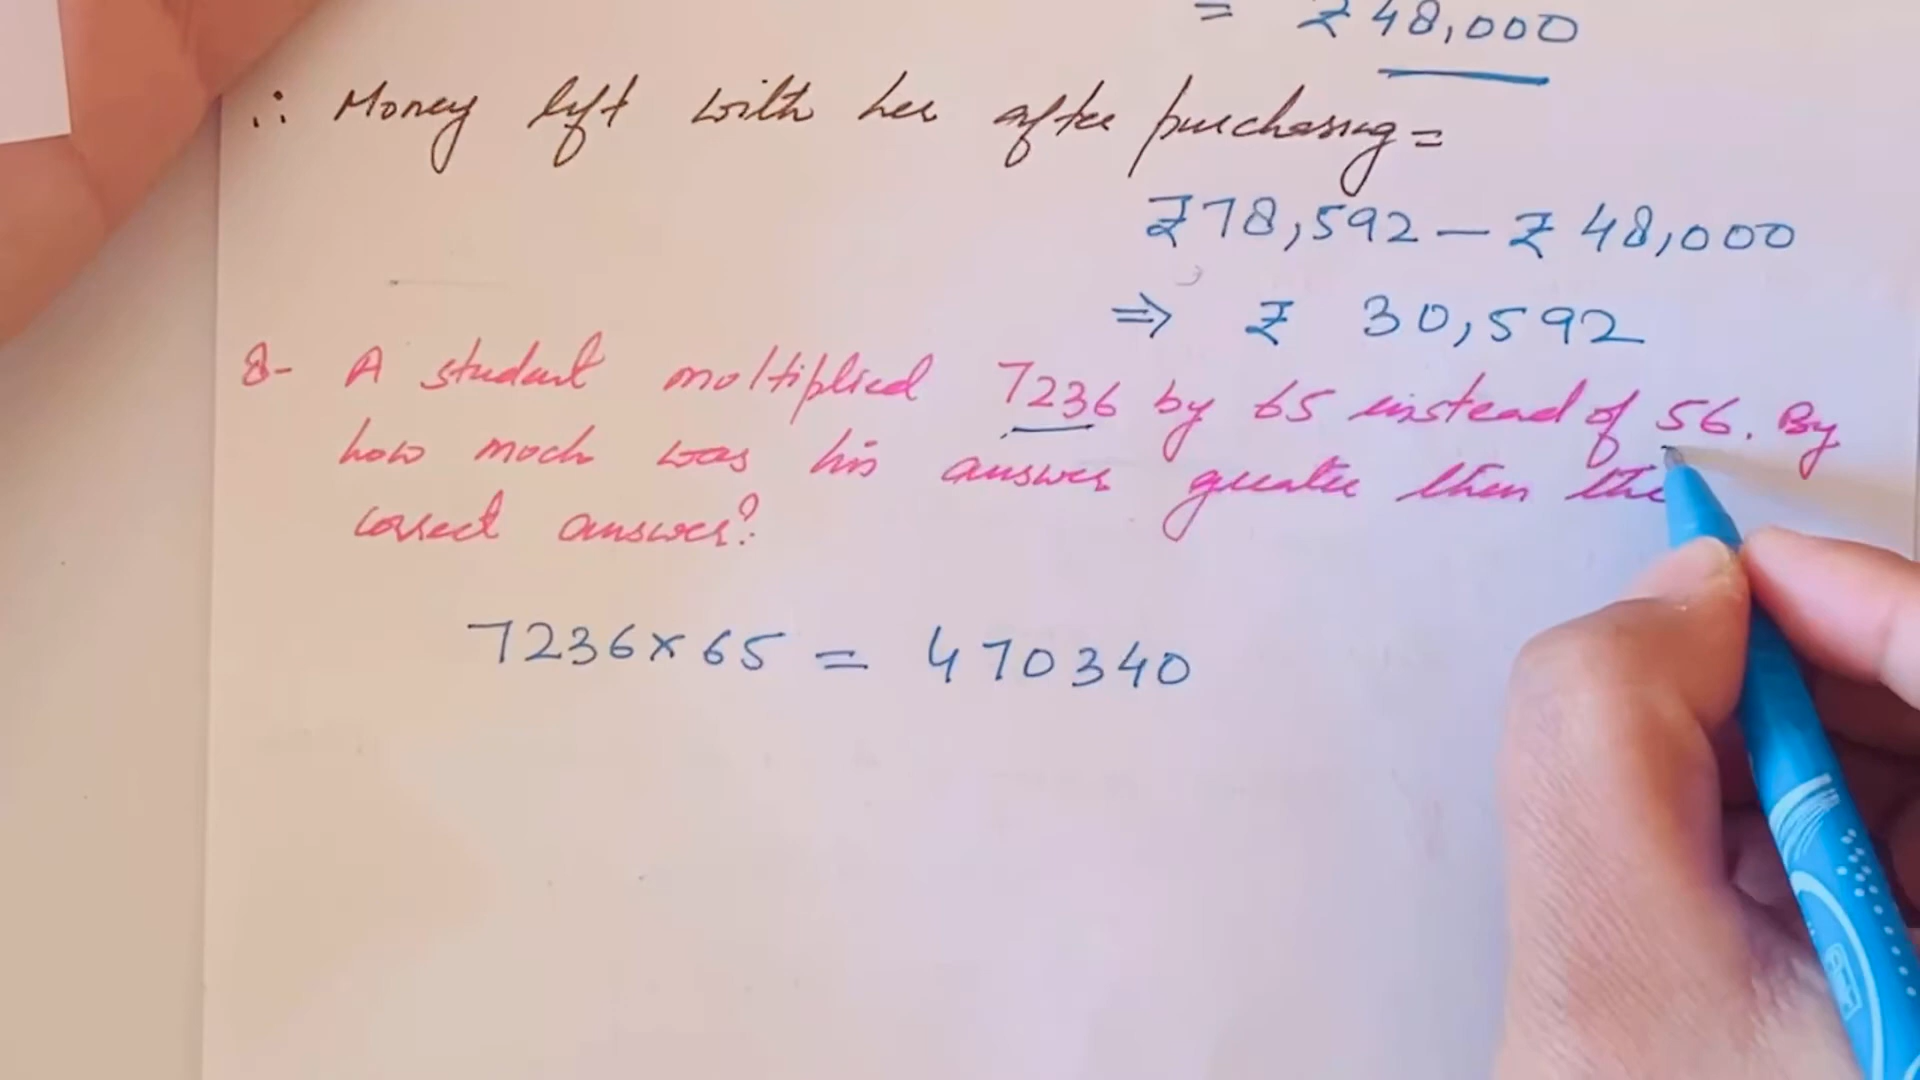 = ₹ 48,000
∴ Money left with her after purchasing =
₹78,592 - ₹ 48,000
⇒ ₹ 30,592
8- A student multiplied 7236 by 65 instead of 56. By
how much was his answer greater then the
correct answer?
7236×65 = 470340